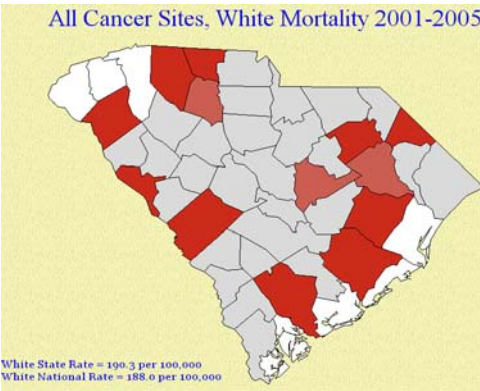 All Cancer Sites, White Mortality 2001-2005
White State Rate = 190.3 per 100,000
White National Rate = 188.0 per 100,000